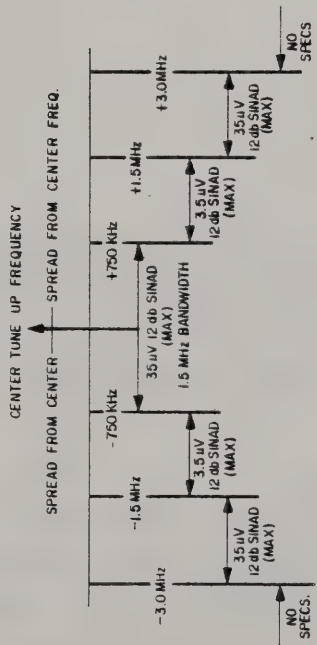 CENTER TUNE UP FREQUENCY
SPREAD FROM CENTER
SPREAD FROM CENTER FREQ.
-3.0 MHz
-1.5 MHz
-750 KHz
+750 KHz
+1.5 MHz
+3.0 MHz
35 uV 12 db SINAD
(MAX)
1.5 MHz BANDWIDTH
3.5 uV
12 db SINAD
(MAX)
3.5 uV
12 db SINAD
(MAX)
35 uV
12 db SINAD
(MAX)
35 uV
12 db SINAD
(MAX)
NO
SPECS.
NO
SPECS